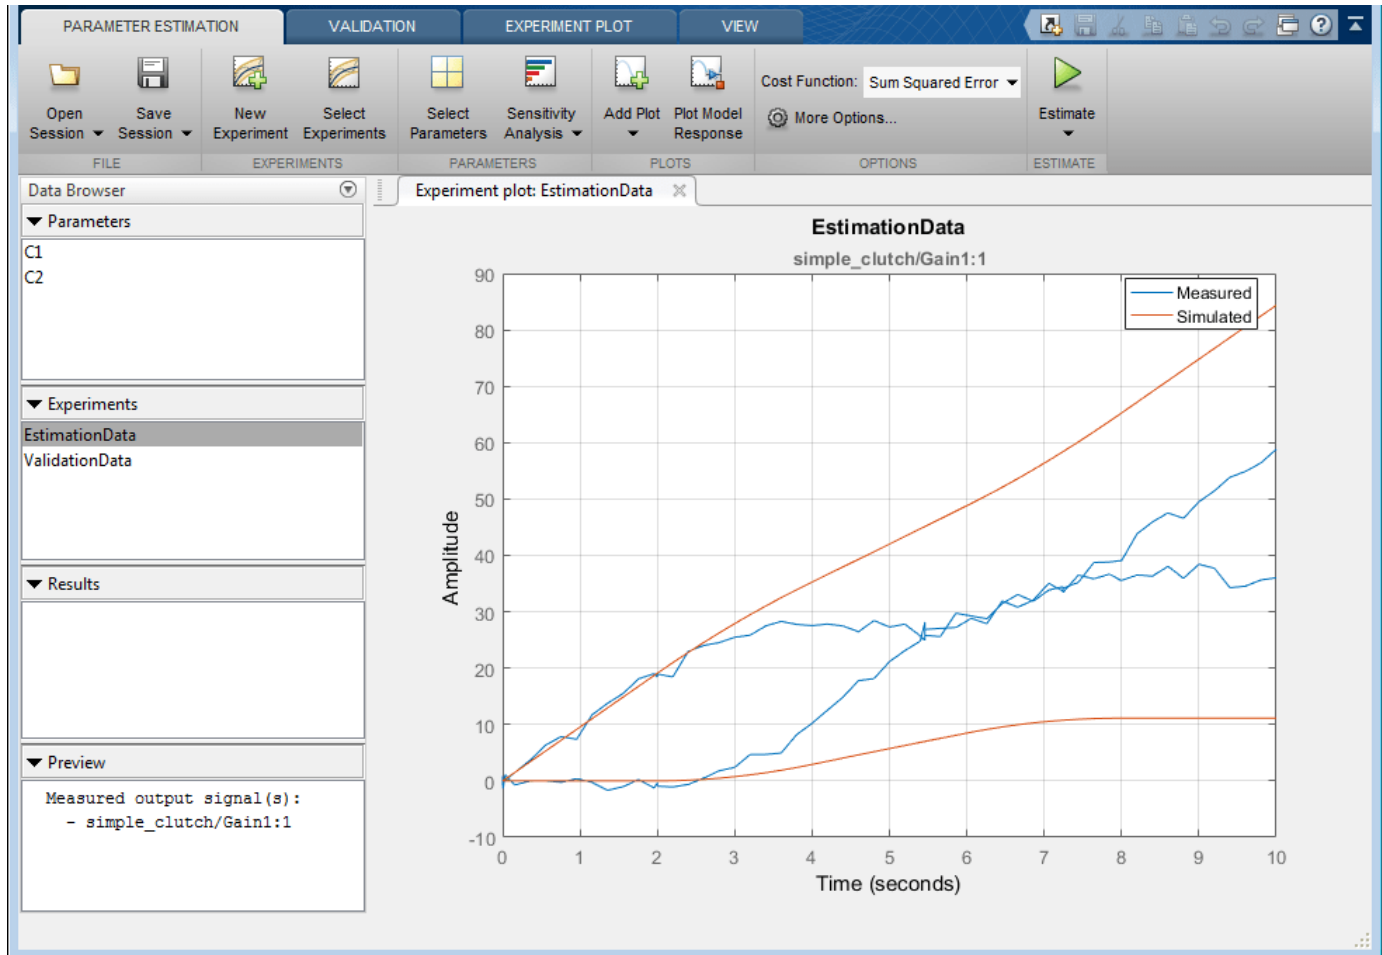 PARAMETER ESTIMATION VALIDATION EXPERIMENT PLOT VIEW
Open Session Save Session New Experiment Select Experiments Select Parameters Sensitivity Analysis Add Plot Plot Model Response Cost Function: Sum Squared Error Estimate
More Options...
FILE EXPERIMENTS PARAMETERS PLOTS OPTIONS ESTIMATE
Data Browser
Parameters
C1
C2
Experiments
EstimationData
ValidationData
Results
Preview
Measured output signal(s):
- simple_clutch/Gain1:1
Experiment plot: EstimationData
EstimationData
simple_clutch/Gain1:1
Measured
Simulated
90
80
70
60
50
40
30
20
10
0
-10
Amplitude
0 1 2 3 4 5 6 7 8 9 10
Time (seconds)